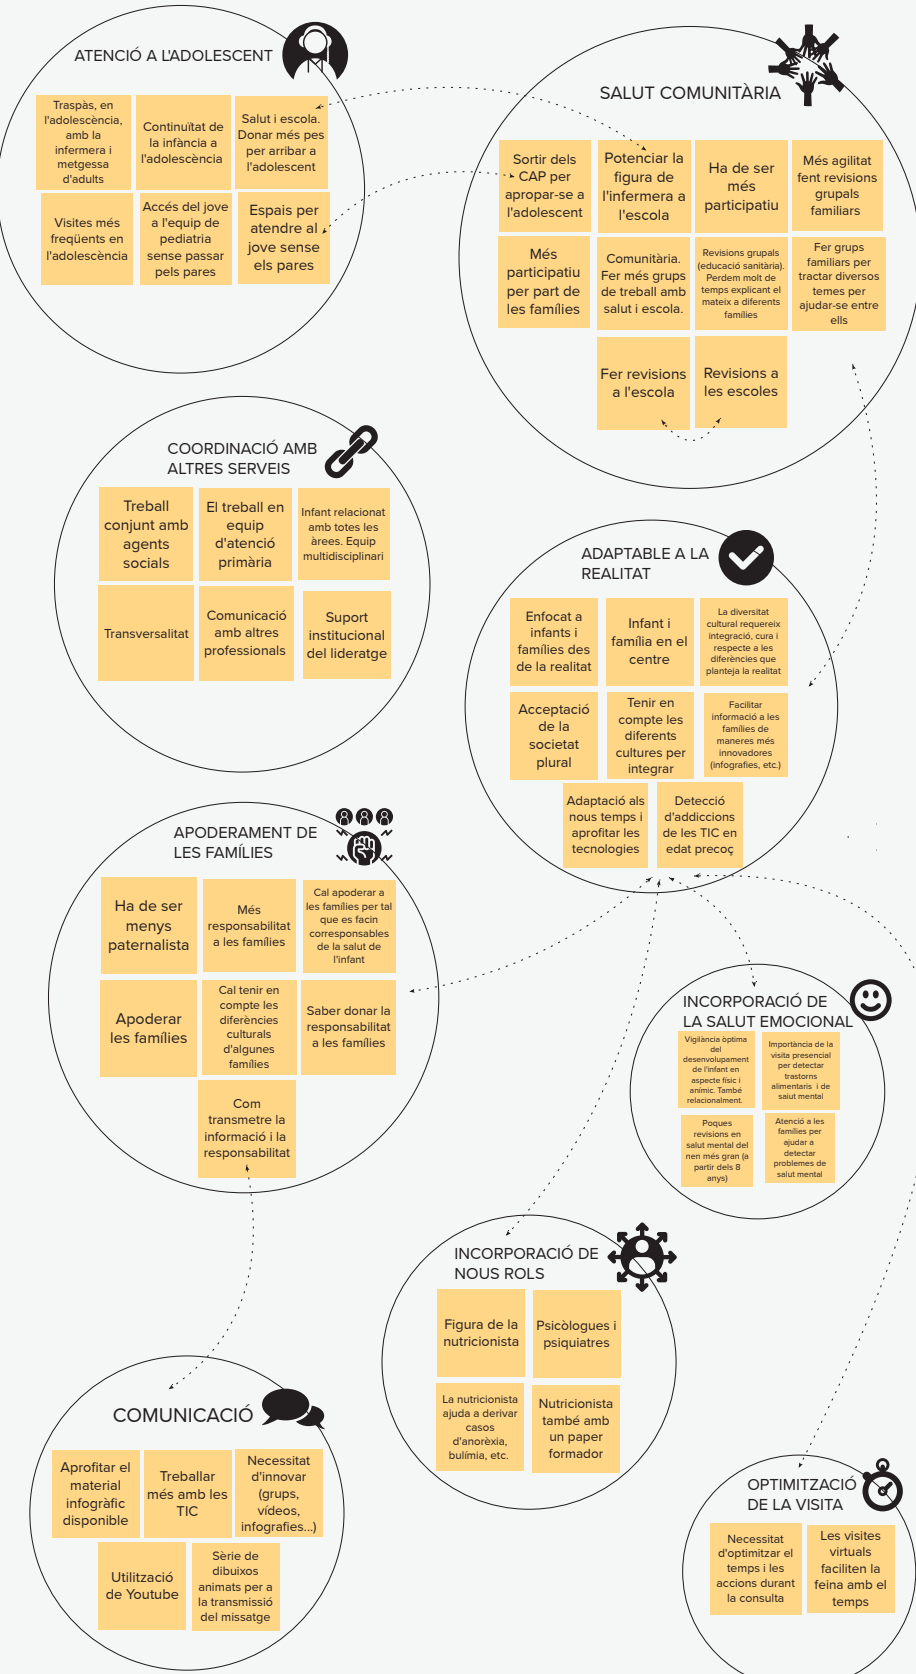 ATENCIÓ A L'ADOLESCENT
Traspàs, en
l'adolescència,
amb la
infermera i
metgessa
d'adults
Continuïtat de
la infància a
l'adolescència
Salut i escola.
Donar més pes
per arribar a
l'adolescent
Visites més
freqüents en
l'adolescència
Accés del jove
a l'equip de
pediatria
sense passar
pels pares
Espais per
atendre al
jove sense
els pares
SALUT COMUNITÀRIA
Sortir dels
CAP per
apropar-se a
l'adolescent
Potenciar la
figura de
l'infermera a
l'escola
Ha de ser
més
participatiu
Més agilitat
fent revisions
grupals
familiars
Més
participatiu
per part de
les famílies
Comunitària.
Fer més grups
de treball amb
salut i escola.
Revisions grupals
(educació sanitària).
Perdem molt de
temps explicant el
mateix a diferents
famílies
Fer grups
familiars per
tractar diversos
temes per
ajudar-se entre
ells
Fer revisions
a l'escola
Revisions a
les escoles
COORDINACIÓ AMB
ALTRES SERVEIS
Treball
conjunt amb
agents
socials
El treball en
equip
d'atenció
primària
Infant relacionat
amb totes les
àrees. Equip
multidisciplinari
Transversalitat
Comunicació
amb altres
professionals
Suport
institucional
del lideratge
ADAPTABLE A LA
REALITAT
Enfocat a
infants i
famílies des
de la realitat
Infant i
família en el
centre
La diversitat
cultural requereix
integració, cura i
respecte a les
diferències que
planteja la realitat
Acceptació
de la
societat
plural
Tenir en
compte les
diferents
cultures per
integrar
Facilitar
informació a les
famílies de
maneres més
innovadores
(infografies, etc.)
Adaptació als
nous temps i
aprofitar les
tecnologies
Detecció
d'addiccions
de les TIC en
edat precoç
APODERAMENT DE
LES FAMÍLIES
Ha de ser
menys
paternalista
Més
responsabilitat
a les famílies
Cal apoderar a
les famílies per tal
que es facin
corresponsables
de la salut de
l'infant
Apoderar
les famílies
Cal tenir en
compte les
diferències
culturals
d'algunes
famílies
Saber donar la
responsabilitat
a les famílies
Com
transmetre la
informació i la
responsabilitat
INCORPORACIÓ DE
LA SALUT EMOCIONAL
Vigilància òptima
del
desenvolupament
de l'infant en
aspecte físic i
anímic. També
relacionalment.
Importància de la
visita presencial
per detectar
trastorns
alimentaris i de
salut mental
Poques
revisions en
salut mental del
nen més gran (a
partir dels 8
anys)
Atenció a les
famílies per
ajudar a
detectar
problemes de
salut mental
INCORPORACIÓ DE
NOUS ROLS
Figura de la
nutricionista
Psicòlogues i
psiquiatres
La nutricionista
ajuda a derivar
casos
d'anorèxia,
bulímia, etc.
Nutricionista
també amb
un paper
formador
COMUNICACIÓ
Aprofitar el
material
infogràfic
disponible
Treballar
més amb les
TIC
Necessitat
d'innovar
(grups,
vídeos,
infografies...)
Utilització
de Youtube
Sèrie de
dibuixos
animats per a
la transmissió
del missatge
OPTIMITZACIÓ
DE LA VISITA
Necessitat
d'optimitzar el
temps i les
accions durant
la consulta
Les visites
virtuals
faciliten la
feina amb el
temps